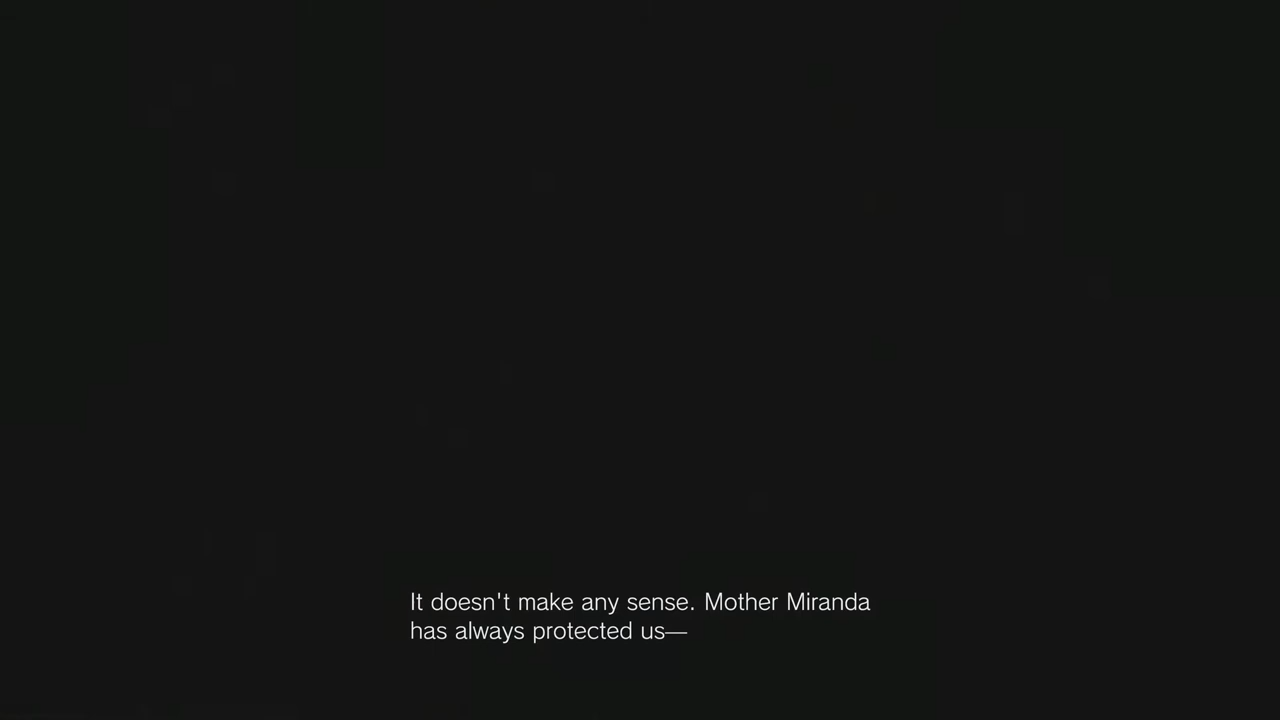 It doesn't make any sense. Mother Miranda
has always protected us—